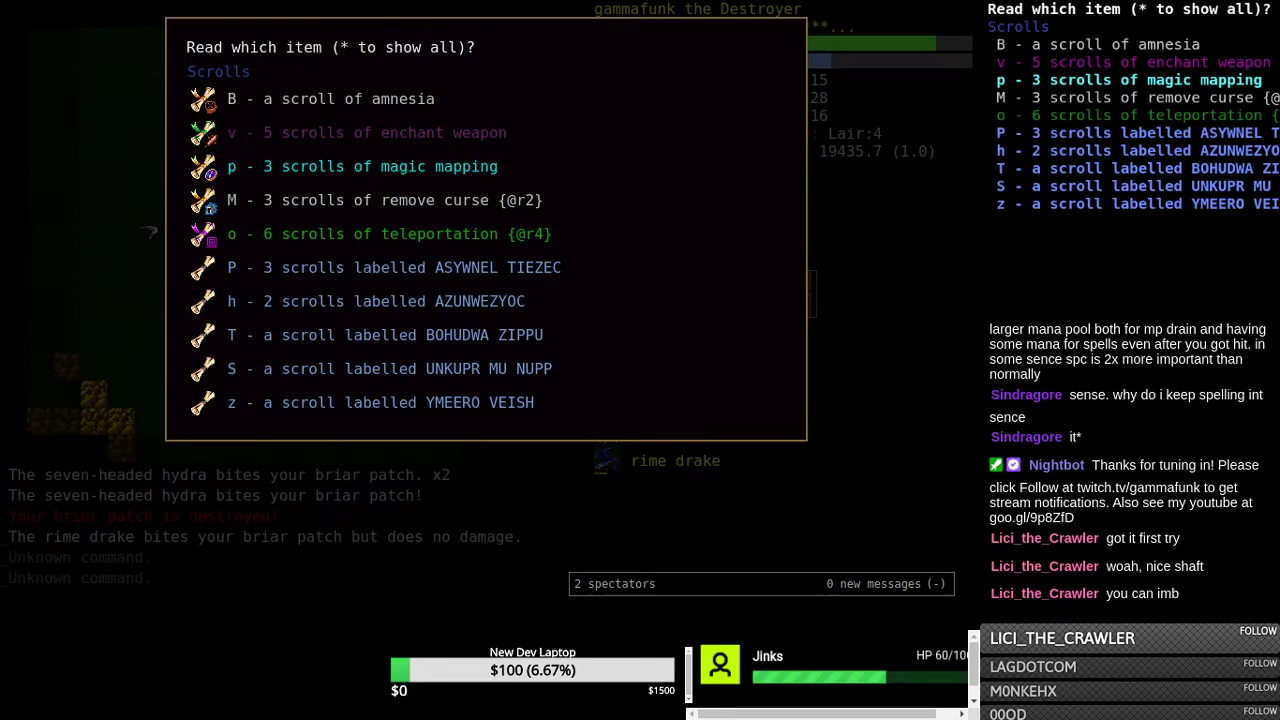 gammafunk the Destroyer
Read which item (* to show all)?
Scrolls
B - a scroll of amnesia
v - 5 scrolls of enchant weapon
p - 3 scrolls of magic mapping
M - 3 scrolls of remove curse {@r2}
o - 6 scrolls of teleportation {@r4}
P - 3 scrolls labelled ASYWNEL TIEZEC
h - 2 scrolls labelled AZUNWEZYOC
T - a scroll labelled BOHUDWA ZIPPU
S - a scroll labelled UNKUPR MU NUPP
z - a scroll labelled YMEERO VEISH
**...
15
28
16
: Lair:4
19435.7 (1.0)
rime drake
The seven-headed hydra bites your briar patch. x2
The seven-headed hydra bites your briar patch!
Your briar patch is destroyed!
_The rime drake bites your briar patch but does no damage.
_Unknown command.
_Unknown command.
2 spectators 0 new messages (-)
New Dev Laptop
$100 (6.67%)
$0 $1500
Jinks HP 60/100
Read which item (* to show all)?
Scrolls
B - a scroll of amnesia
v - 5 scrolls of enchant weapon
p - 3 scrolls of magic mapping
M - 3 scrolls of remove curse {@
o - 6 scrolls of teleportation {
P - 3 scrolls labelled ASYWNEL T
h - 2 scrolls labelled AZUNWEZYO
T - a scroll labelled BOHUDWA ZI
S - a scroll labelled UNKUPR MU
z - a scroll labelled YMEERO VEI
larger mana pool both for mp drain and having
some mana for spells even after you got hit. in
some sence spc is 2x more important than
normally
Sindragore sense. why do i keep spelling int
sence
Sindragore it*
Nightbot Thanks for tuning in! Please
click Follow at twitch.tv/gammafunk to get
stream notifications. Also see my youtube at
goo.gl/9p8ZfD
Lici_the_Crawler got it first try
Lici_the_Crawler woah, nice shaft
Lici_the_Crawler you can imb
LICI_THE_CRAWLER FOLLOW
LAGDOTCOM FOLLOW
M0NKEHX FOLLOW
00OD FOLLOW